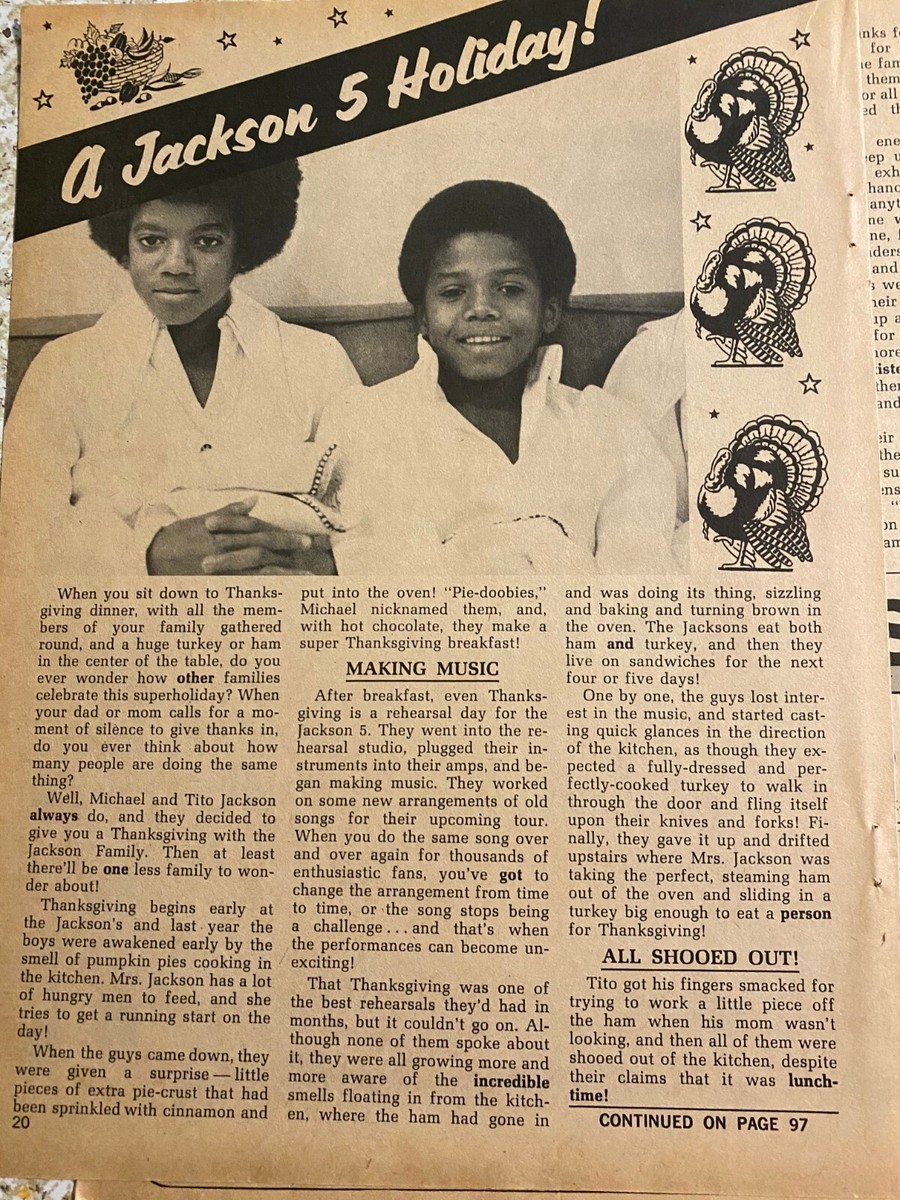 A Jackson 5 Holiday!
When you sit down to Thanks-
giving dinner, with all the mem-
bers of your family gathered
round, and a huge turkey or ham
in the center of the table, do you
ever wonder how other families
celebrate this superholiday? When
your dad or mom calls for a mo-
ment of silence to give thanks in,
do you ever think about how
many people are doing the same
thing?
Well, Michael and Tito Jackson
always do, and they decided to
give you a Thanksgiving with the
Jackson Family. Then at least
there'll be one less family to won-
der about!
Thanksgiving begins early at
the Jackson's and last year the
boys were awakened early by the
smell of pumpkin pies cooking in
the kitchen. Mrs. Jackson has a lot
of hungry men to feed, and she
tries to get a running start on the
day!
When the guys came down, they
were given a surprise — little
pieces of extra pie-crust that had
been sprinkled with cinnamon and
20
put into the oven! "Pie-doobies,"
Michael nicknamed them, and,
with hot chocolate, they make a
super Thanksgiving breakfast!
MAKING MUSIC
After breakfast, even Thanks-
giving is a rehearsal day for the
Jackson 5. They went into the re-
hearsal studio, plugged their in-
struments into their amps, and be-
gan making music. They worked
on some new arrangements of old
songs for their upcoming tour.
When you do the same song over
and over again for thousands of
enthusiastic fans, you've got to
change the arrangement from time
to time, or the song stops being
a challenge . . . and that's when
the performances can become un-
exciting!
That Thanksgiving was one of
the best rehearsals they'd had in
months, but it couldn't go on. Al-
though none of them spoke about
it, they were all growing more and
more aware of the incredible
smells floating in from the kitch-
en, where the ham had gone in
and was doing its thing, sizzling
and baking and turning brown in
the oven. The Jacksons eat both
ham and turkey, and then they
live on sandwiches for the next
four or five days!
One by one, the guys lost inter-
est in the music, and started cast-
ing quick glances in the direction
of the kitchen, as though they ex-
pected a fully-dressed and per-
fectly-cooked turkey to walk in
through the door and fling itself
upon their knives and forks! Fi-
nally, they gave it up and drifted
upstairs where Mrs. Jackson was
taking the perfect, steaming ham
out of the oven and sliding in a
turkey big enough to eat a person
for Thanksgiving!
ALL SHOOED OUT!
Tito got his fingers smacked for
trying to work a little piece off
the ham when his mom wasn't
looking, and then all of them were
shooed out of the kitchen, despite
their claims that it was lunch-
time!
CONTINUED ON PAGE 97